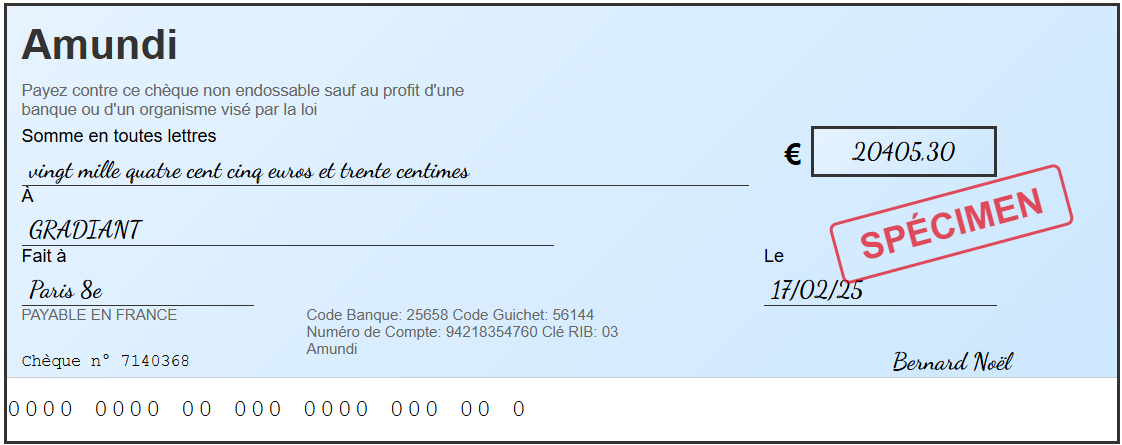 Amundi
Payez contre ce chèque non endossable sauf au profit d'une
banque ou d'un organisme visé par la loi
Somme en toutes lettres
€ 20405.30
vingt mille quatre cent cinq euros et trente centimes
À
GRADIANT
SPÉCIMEN
Fait à
Le
Paris 8e
17/02/25
PAYABLE EN FRANCE
Code Banque: 25658 Code Guichet: 56144
Numéro de Compte: 94218354760 Clé RIB: 03
Amundi
Chèque n° 7140368
Bernard Noël
0000 0000 00 000 0000 000 00 0